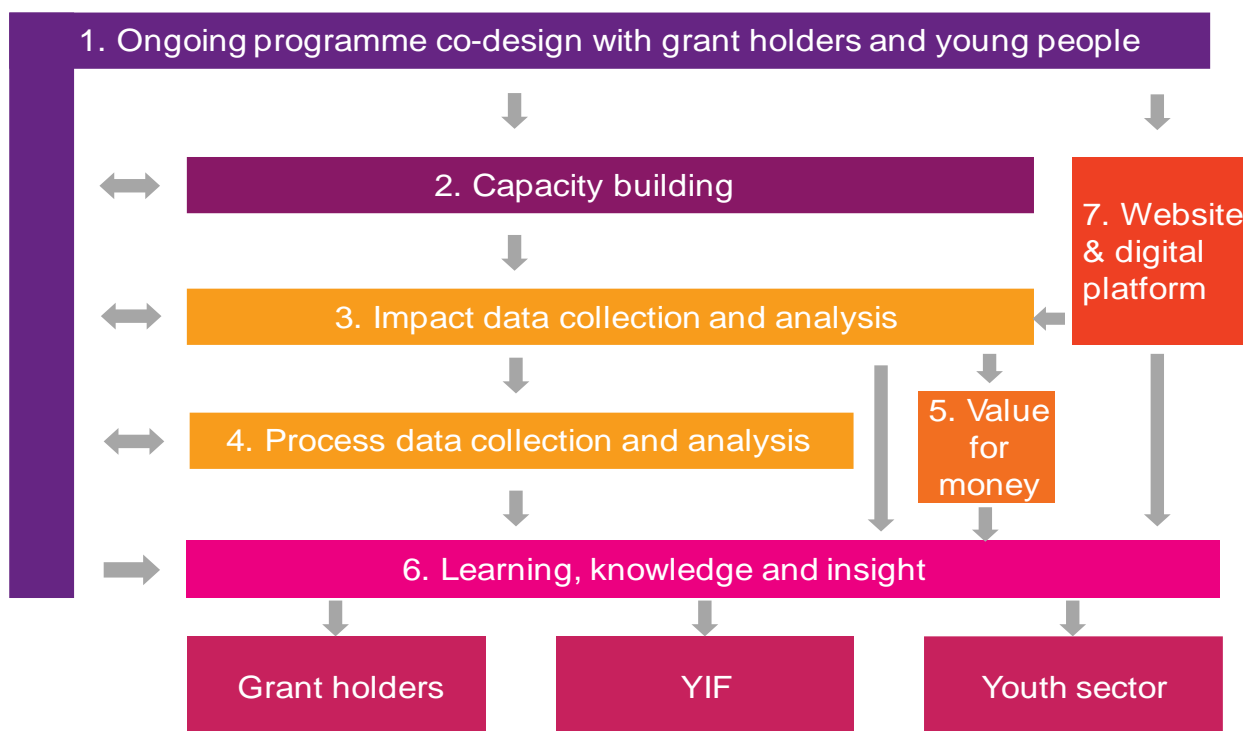 1. Ongoing programme co-design with grant holders and young people
2. Capacity building
7. Website
& digital
platform
3. Impact data collection and analysis
4. Process data collection and analysis
5. Value
for
money
6. Learning, knowledge and insight
Grant holders
YIF
Youth sector